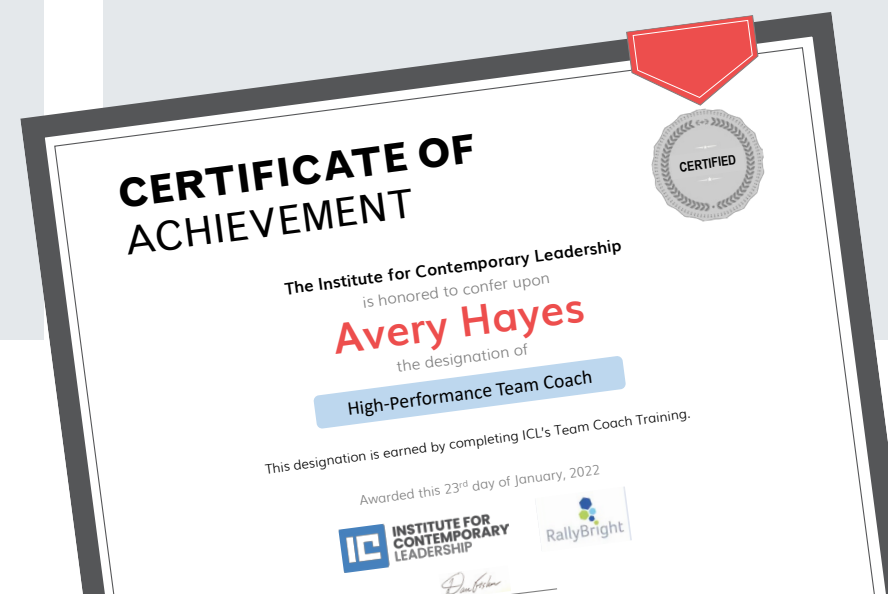 CERTIFICATE OF
ACHIEVEMENT
CERTIFIED
The Institute for Contemporary Leadership
is honored to confer upon
Avery Hayes
the designation of
High-Performance Team Coach
This designation is earned by completing ICL's Team Coach Training.
Awarded this 23rd day of January, 2022
IC
INSTITUTE FOR
CONTEMPORARY
LEADERSHIP
RallyBright